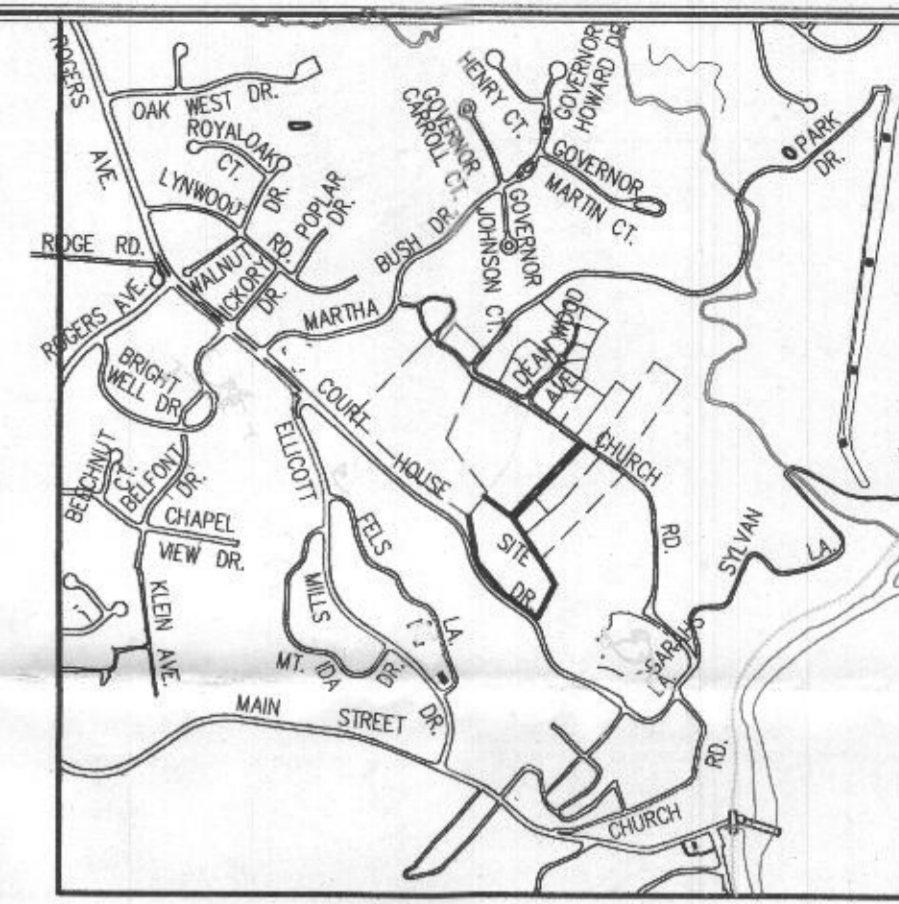 ROGERS
AVE.
OAK WEST DR.
ROYAL OAK
CT.
LYNWOOD
DR.
POPLAR
DR.
RD.
RIDGE RD.
WALNUT
HICKORY
DR.
ROGERS AVE.
MARTHA
BUSH DR.
HENRY CT.
GOVERNOR
HOWARD DR.
GOVERNOR
CARROLL CT.
GOVERNOR
MARTIN CT.
GOVERNOR
JOHNSON CT.
PARK
DR.
BRIGHT
WELL DR.
DEANWOOD
AVE.
COURT
HOUSE
DR.
ELLICOTT
CHURCH
RD.
BEECHNUT
CT.
BELFONT
DR.
CHAPEL
VIEW DR.
KLEIN
AVE.
FELS
LA.
SITE
SYLVAN
LA.
MILLS
DR.
MT. IDA
DR.
SARAH'S
LA.
MAIN
STREET
CHURCH
RD.